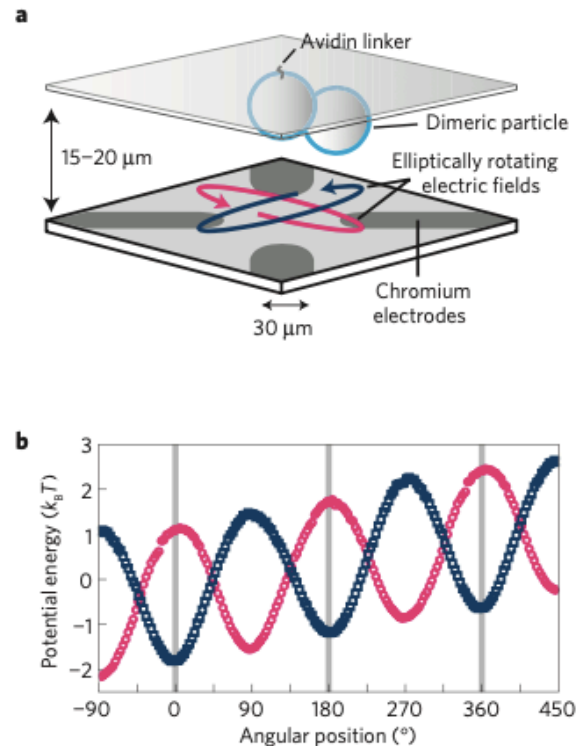 a
Avidin linker
Dimeric particle
15–20 μm
Elliptically rotating
electric fields
Chromium
electrodes
30 μm
b
Potential energy (kBT)
3
2
1
0
−1
−2
−90
0
90
180
270
360
450
Angular position (°)